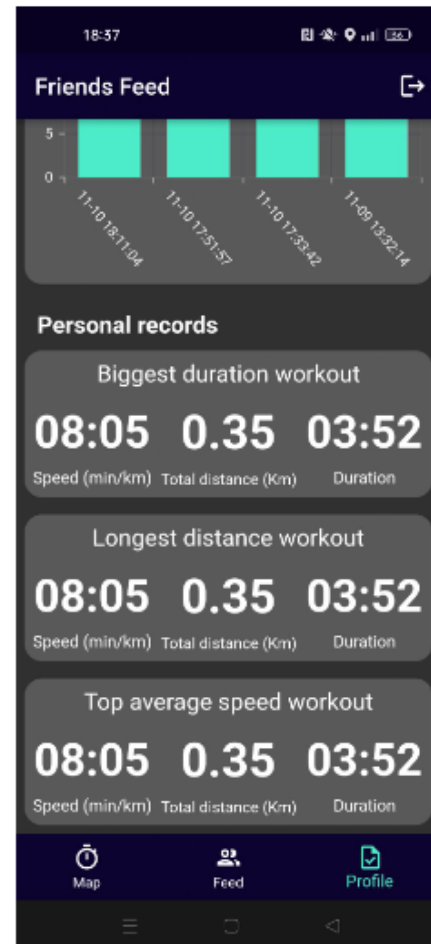 18:37
36
Friends Feed
5
0
11-10 18:11:04
11-10 17:51:57
11-10 17:33:42
11-09 13:32:14
Personal records
Biggest duration workout
08:05 0.35 03:52
Speed (min/km) Total distance (Km) Duration
Longest distance workout
08:05 0.35 03:52
Speed (min/km) Total distance (Km) Duration
Top average speed workout
08:05 0.35 03:52
Speed (min/km) Total distance (Km) Duration
Map Feed Profile